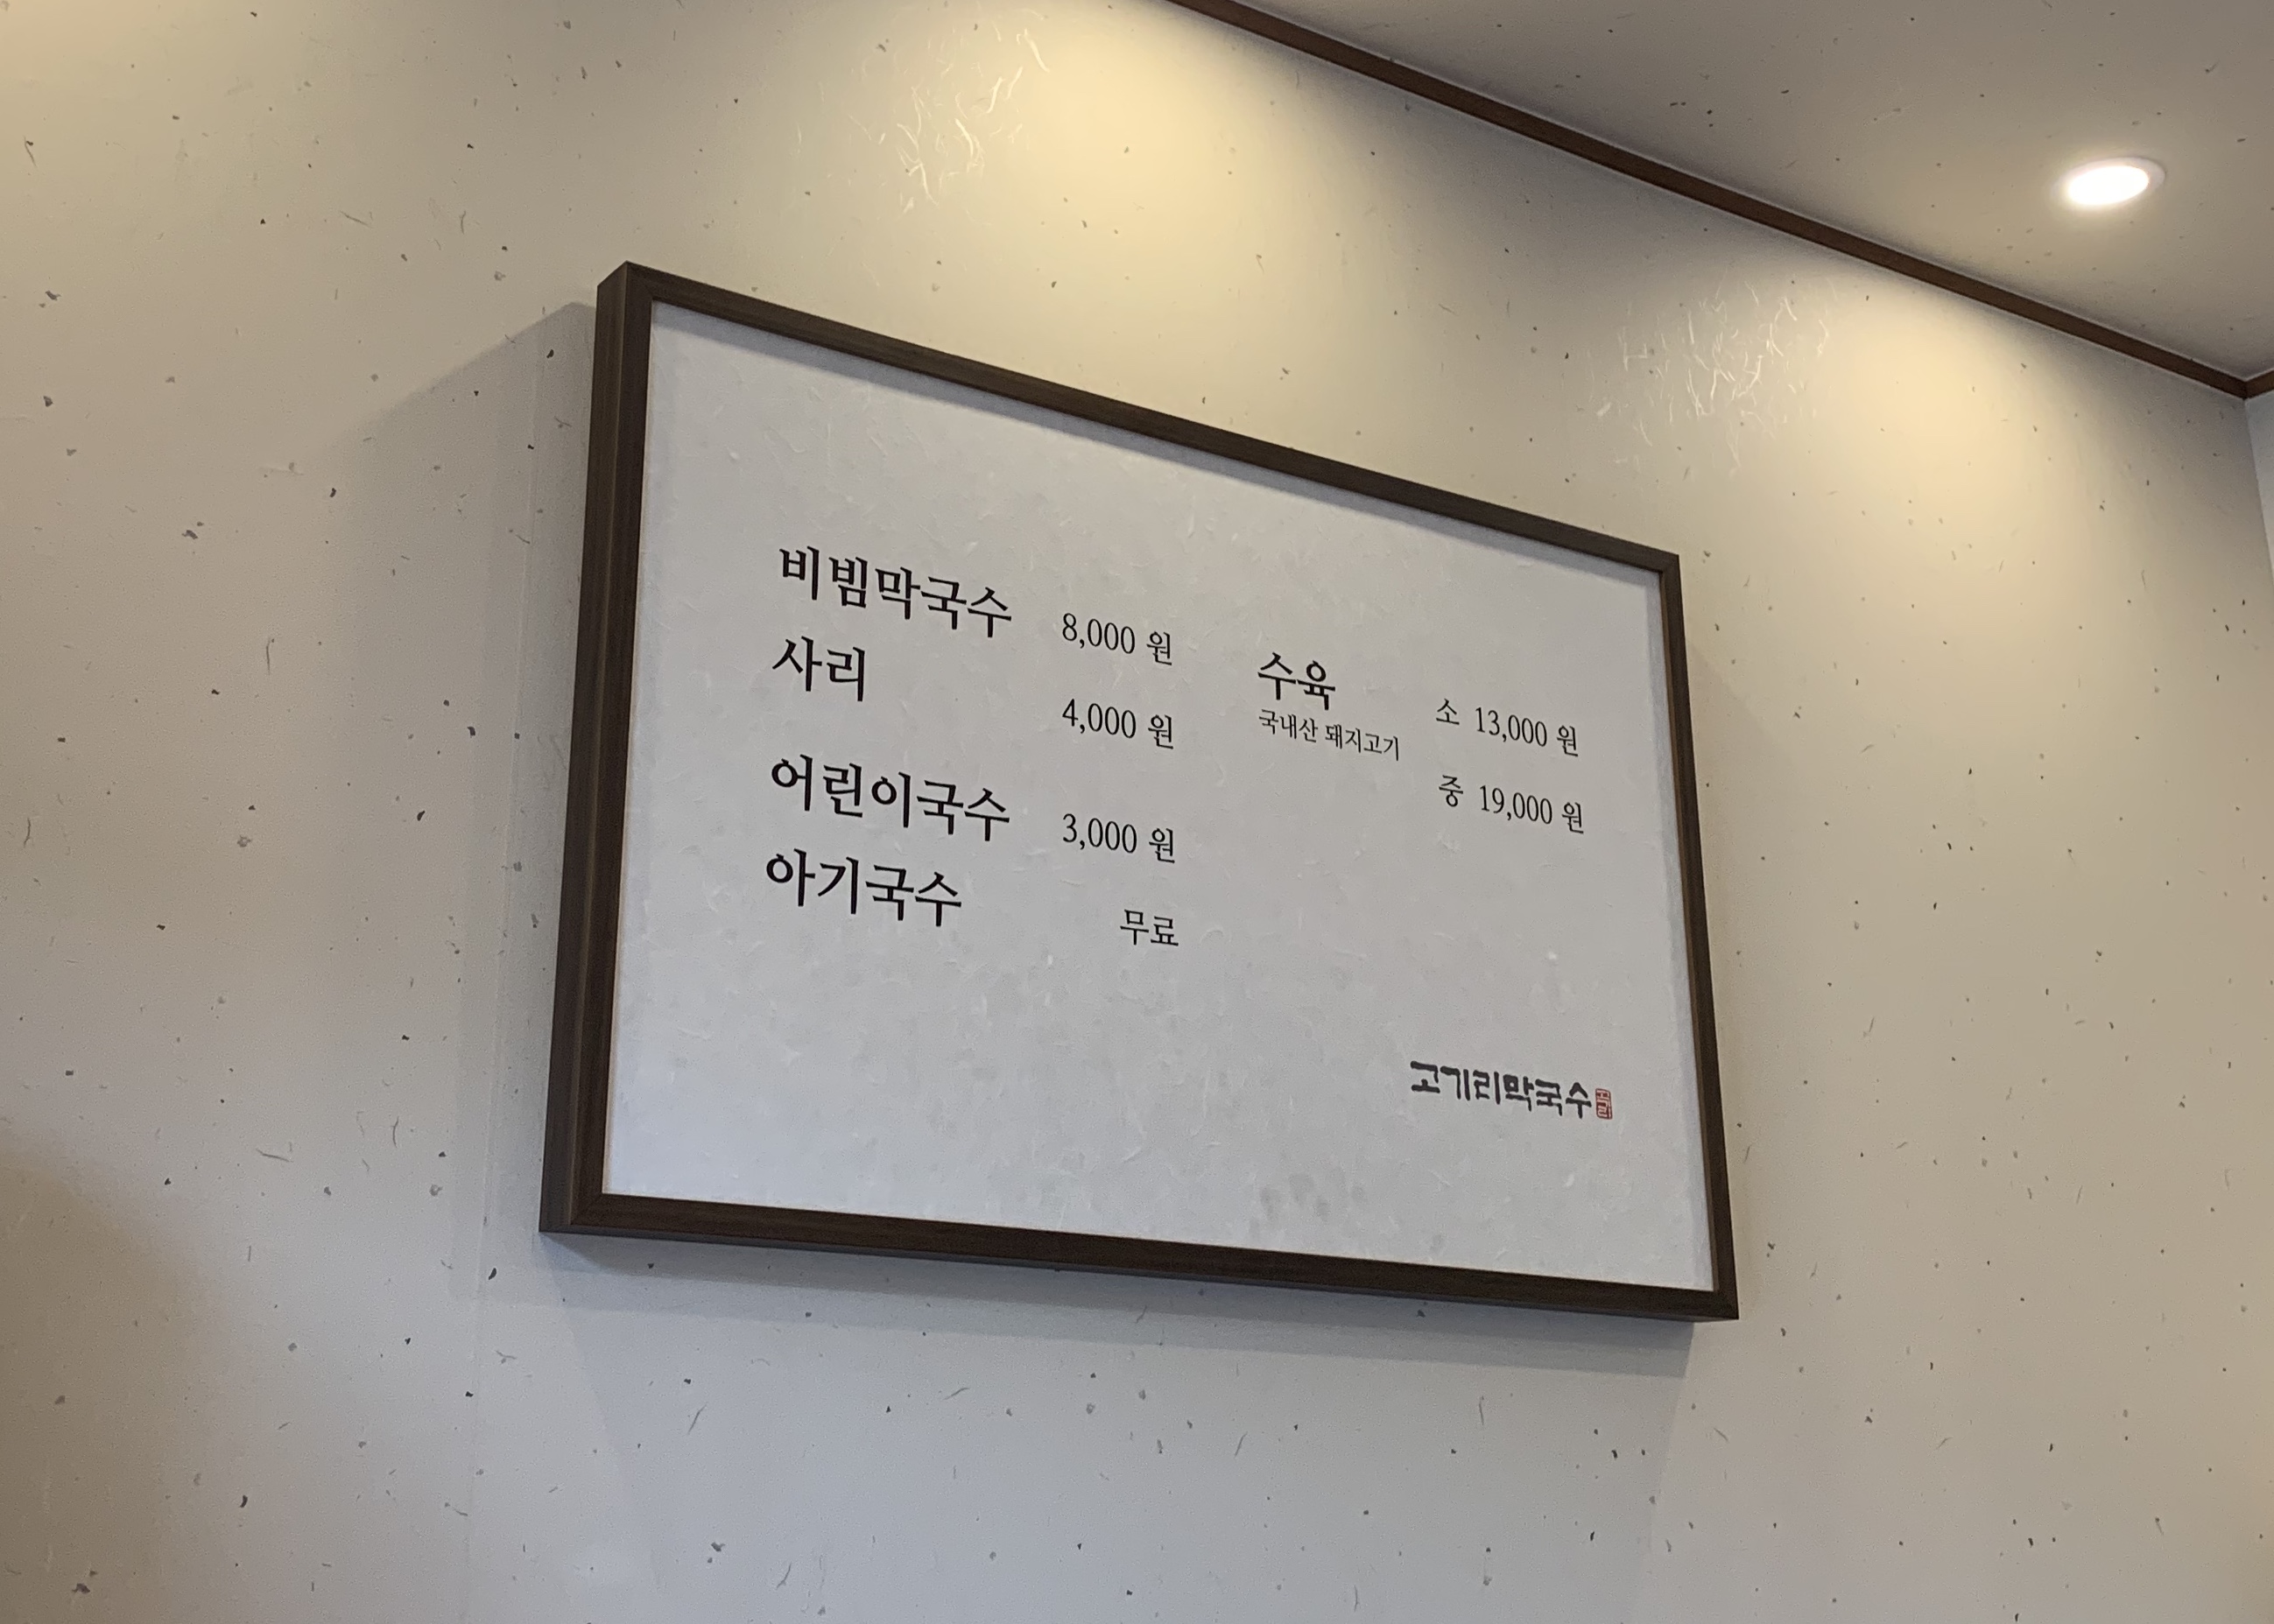 비빔막국수 8,000 원
사리 4,000 원
어린이국수 3,000 원
아기국수 무료
수육 소 13,000 원
국내산 돼지고기
중 19,000 원
고기리막국수